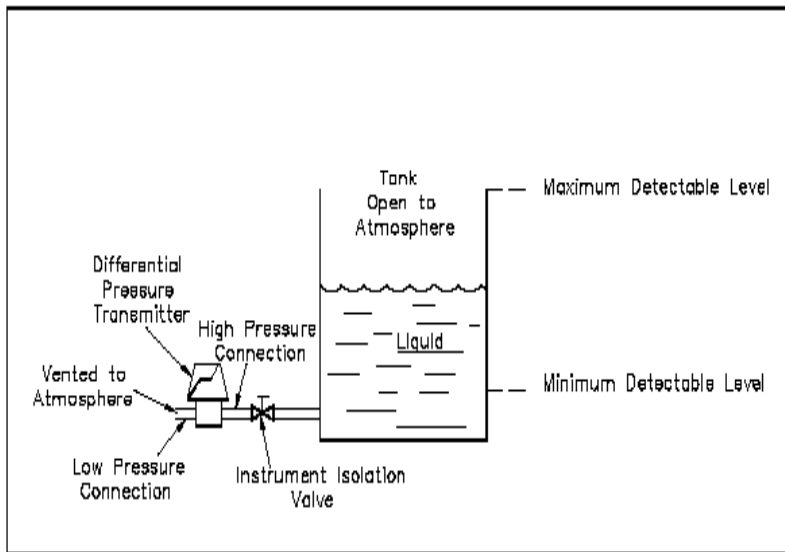 Tank
Open to
Atmosphere
Maximum Detectable Level
Differential
Pressure
Transmitter
High Pressure
Connection
Liquid
Vented to
Atmosphere
Minimum Detectable Level
Low Pressure
Connection
Instrument Isolation
Valve